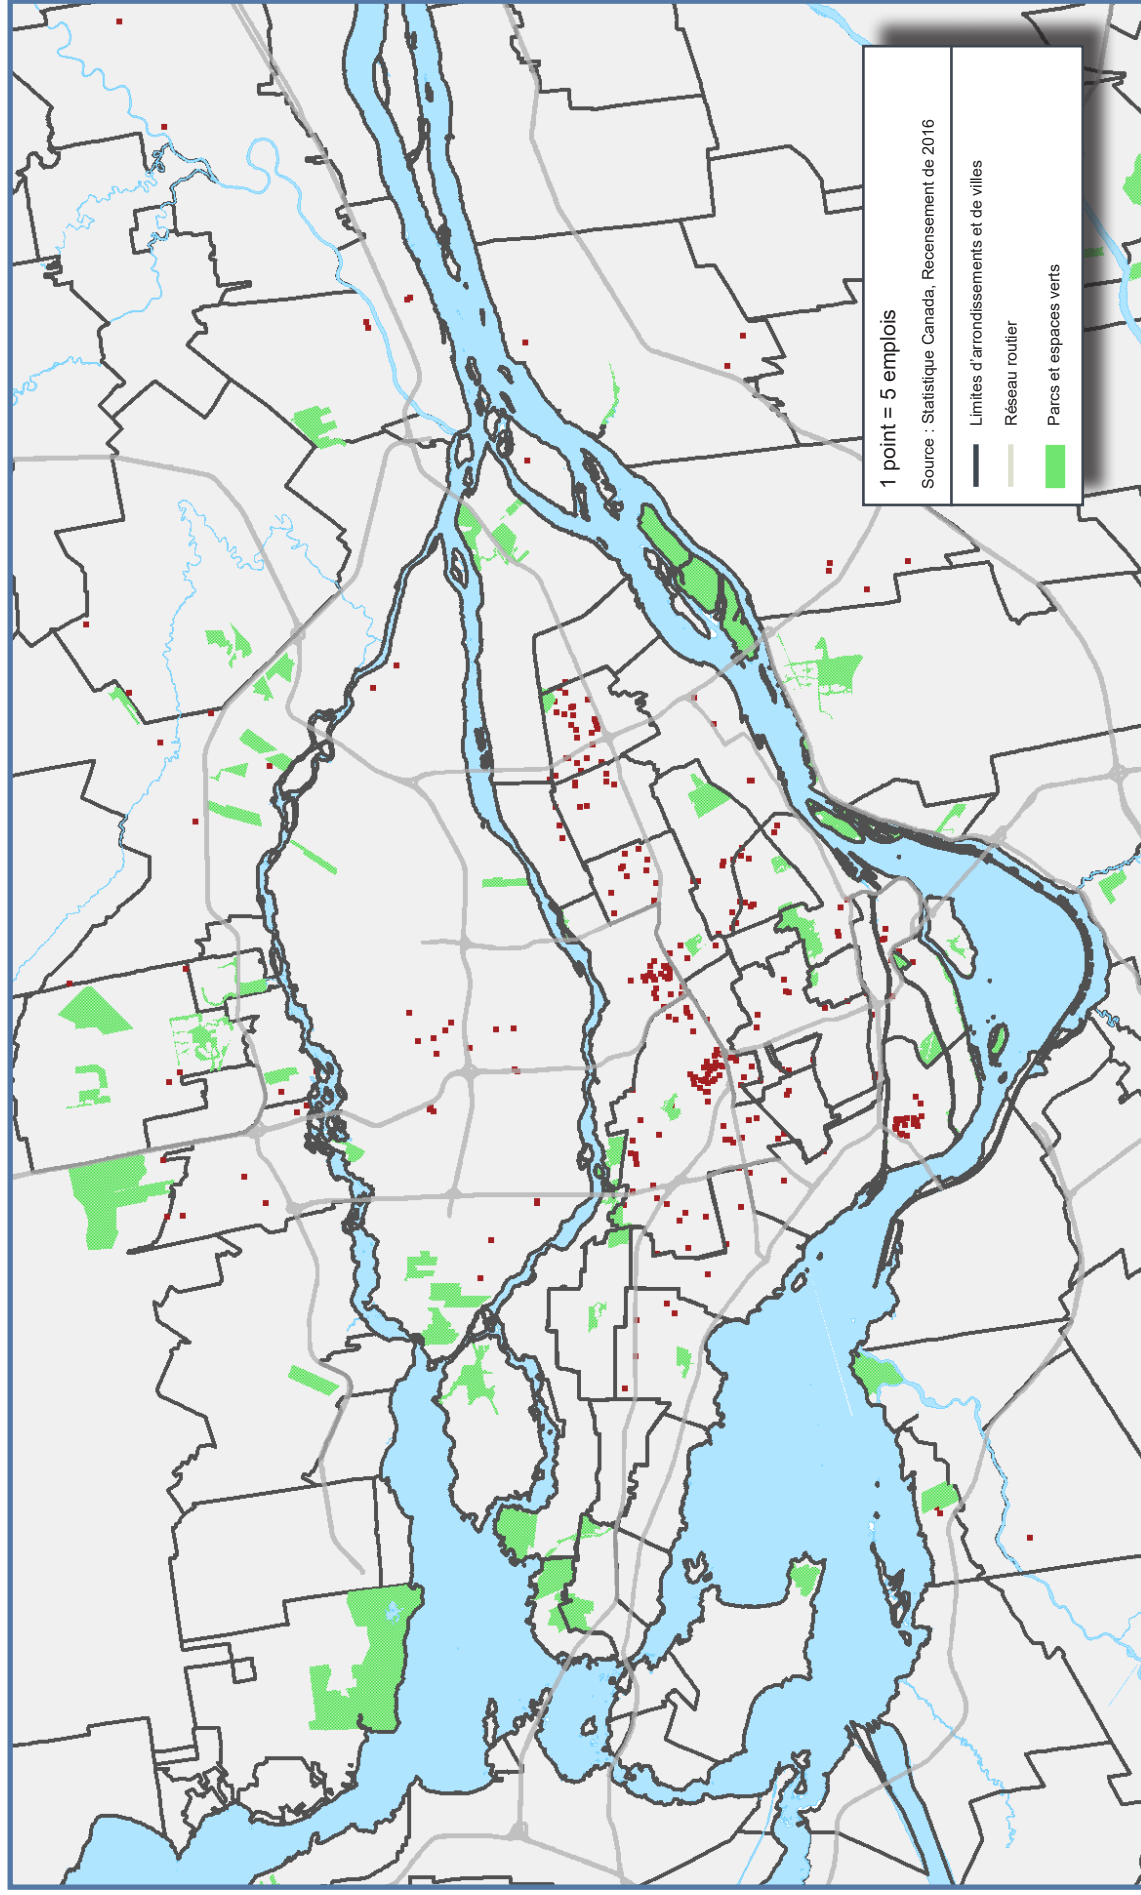 1 point = 5 emplois
Source : Statistique Canada, Recensement de 2016
Limites d'arrondissements et de villes
Réseau routier
Parcs et espaces verts